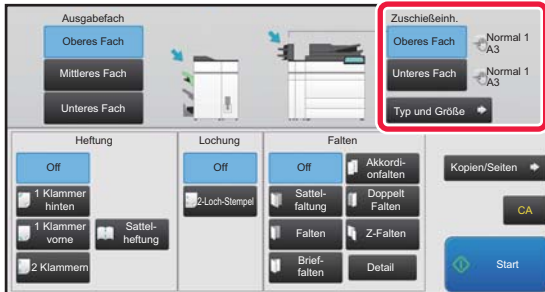 Ausgabefach
Oberes Fach
Mittleres Fach
Unteres Fach
Zuschießeinh.
Oberes Fach
Normal 1
A3
Unteres Fach
Normal 1
A3
Typ und Größe
Heftung
Off
1 Klammer
hinten
1 Klammer
vorne
Sattel-
heftung
2 Klammern
Lochung
Off
2-Loch-Stempel
Falten
Off
Akkordi-
onfalten
Sattel-
faltung
Doppelt
Falten
Falten
Z-Falten
Brief-
falten
Detail
Kopien/Seiten
CA
Start